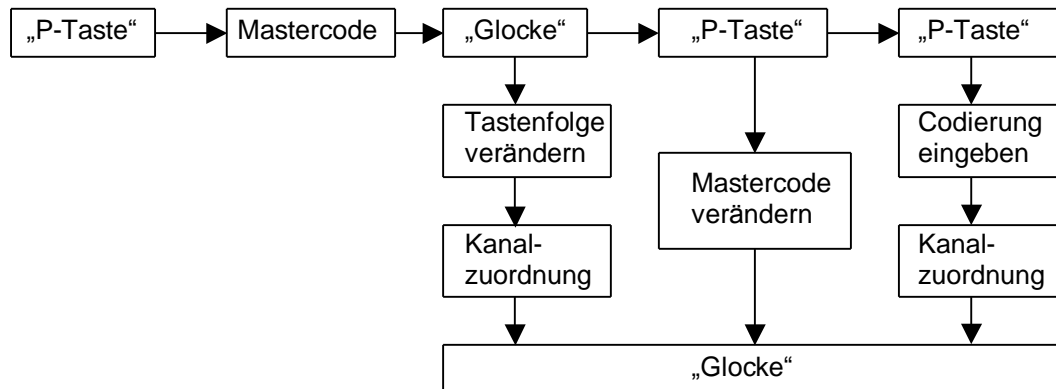 „P-Taste“
Mastercode
„Glocke“
„P-Taste“
„P-Taste“
Tastenfolge
verändern
Codierung
eingeben
Mastercode
verändern
Kanal-
zuordnung
Kanal-
zuordnung
„Glocke“